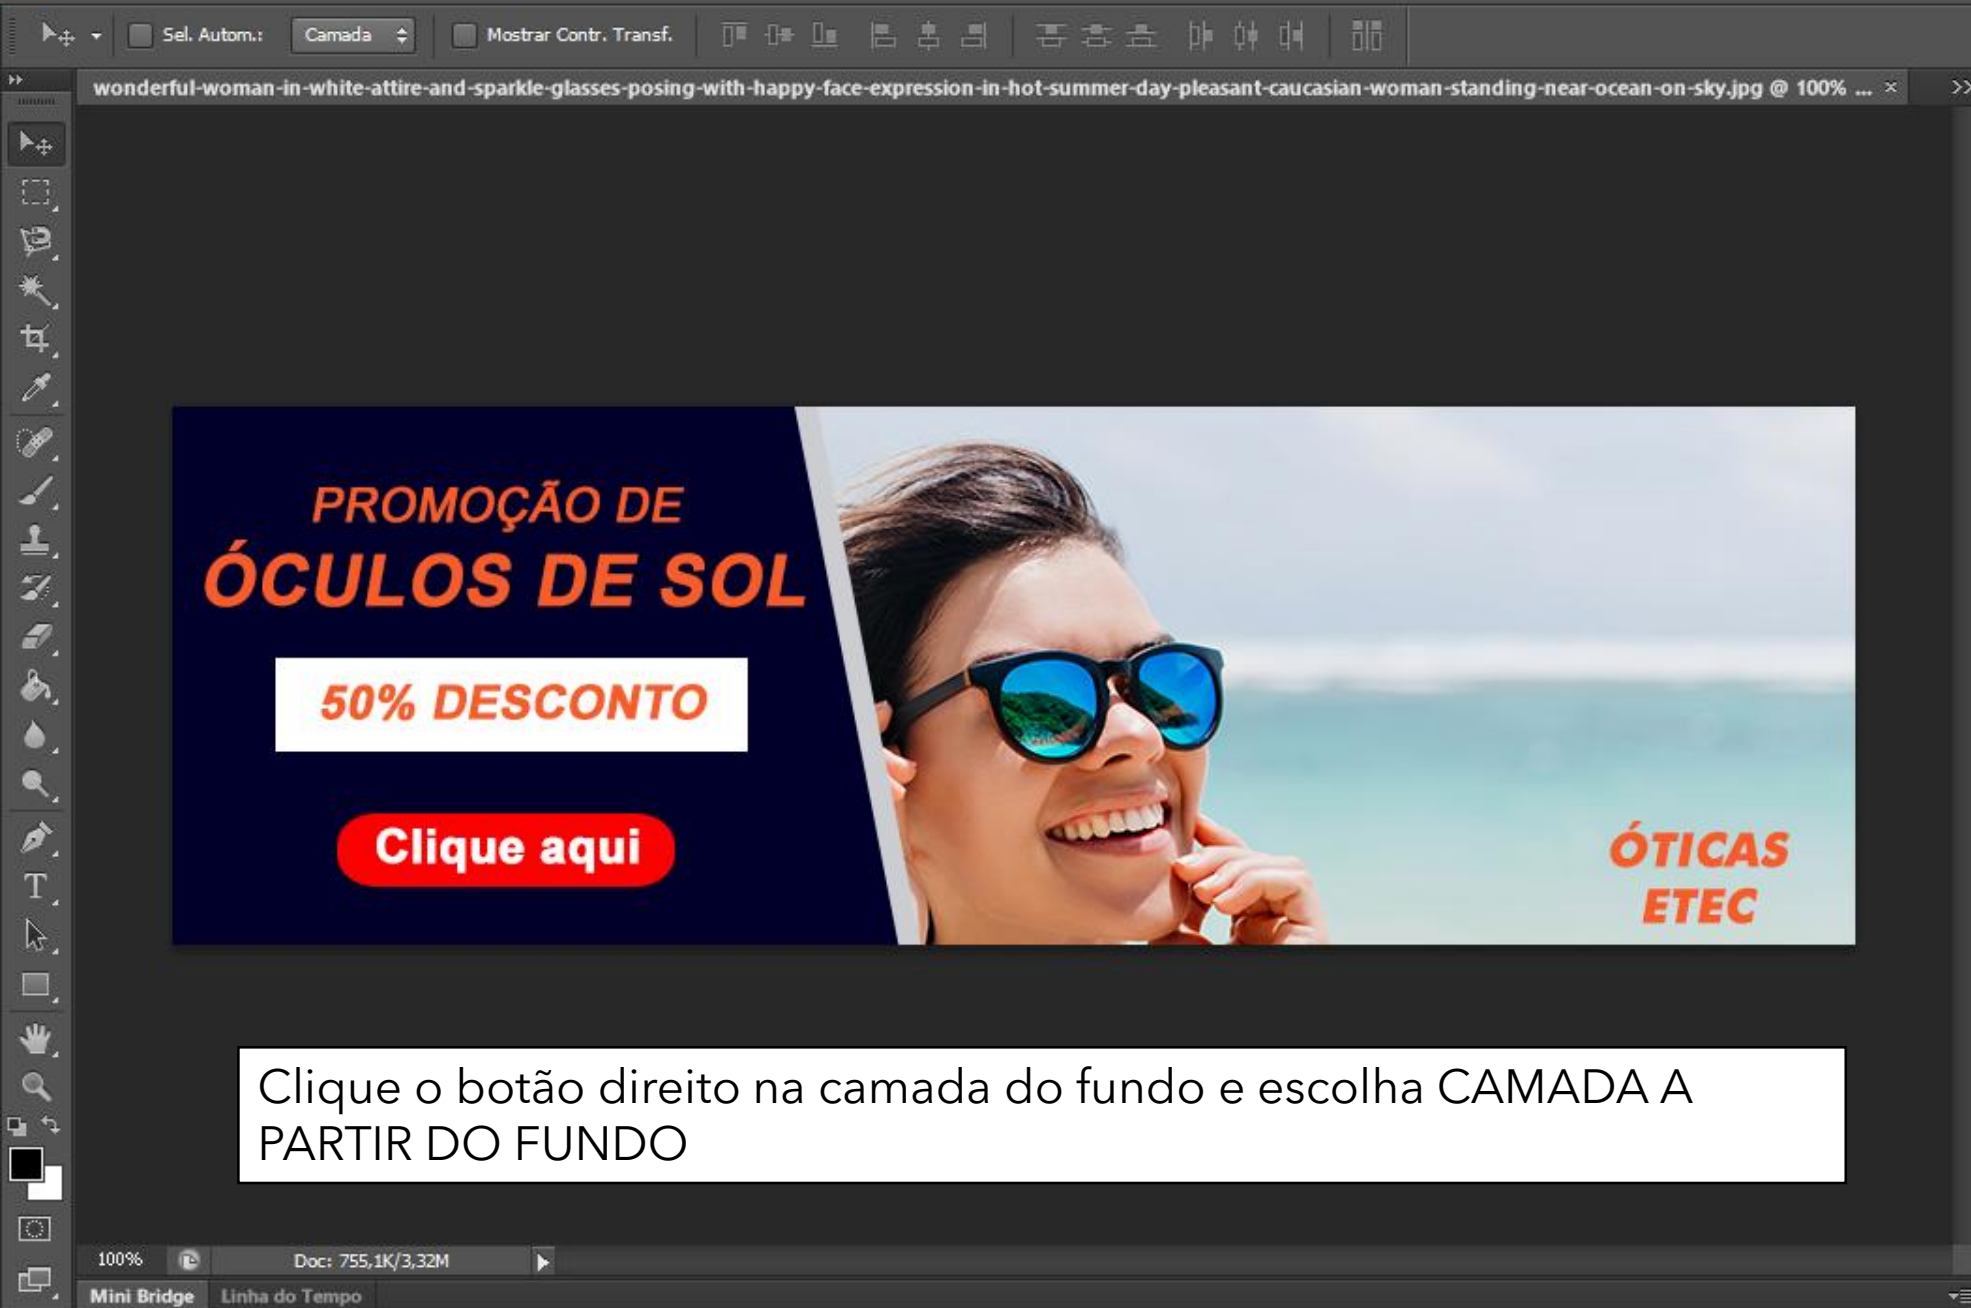 Sel. Autom.: Camada Mostrar Contr. Transf.
wonderful-woman-in-white-attire-and-sparkle-glasses-posing-with-happy-face-expression-in-hot-summer-day-pleasant-caucasian-woman-standing-near-ocean-on-sky.jpg @ 100% ... ×
PROMOÇÃO DE
ÓCULOS DE SOL
50% DESCONTO
Clique aqui
ÓTICAS
ETEC
Clique o botão direito na camada do fundo e escolha CAMADA A
PARTIR DO FUNDO
100% Doc: 755,1K/3,32M
Mini Bridge Linha do Tempo